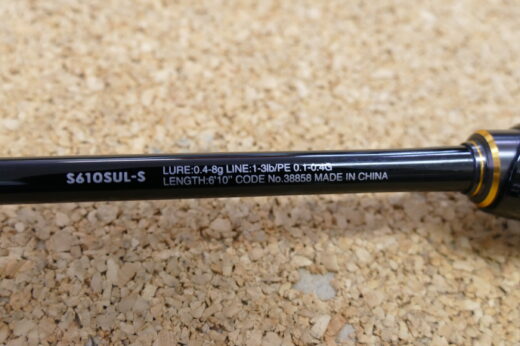 S610SUL-S
LURE:0.4-8g LINE:1-3lb/PE 0.1-0.4G
LENGTH:6'10" CODE No.38858 MADE IN CHINA